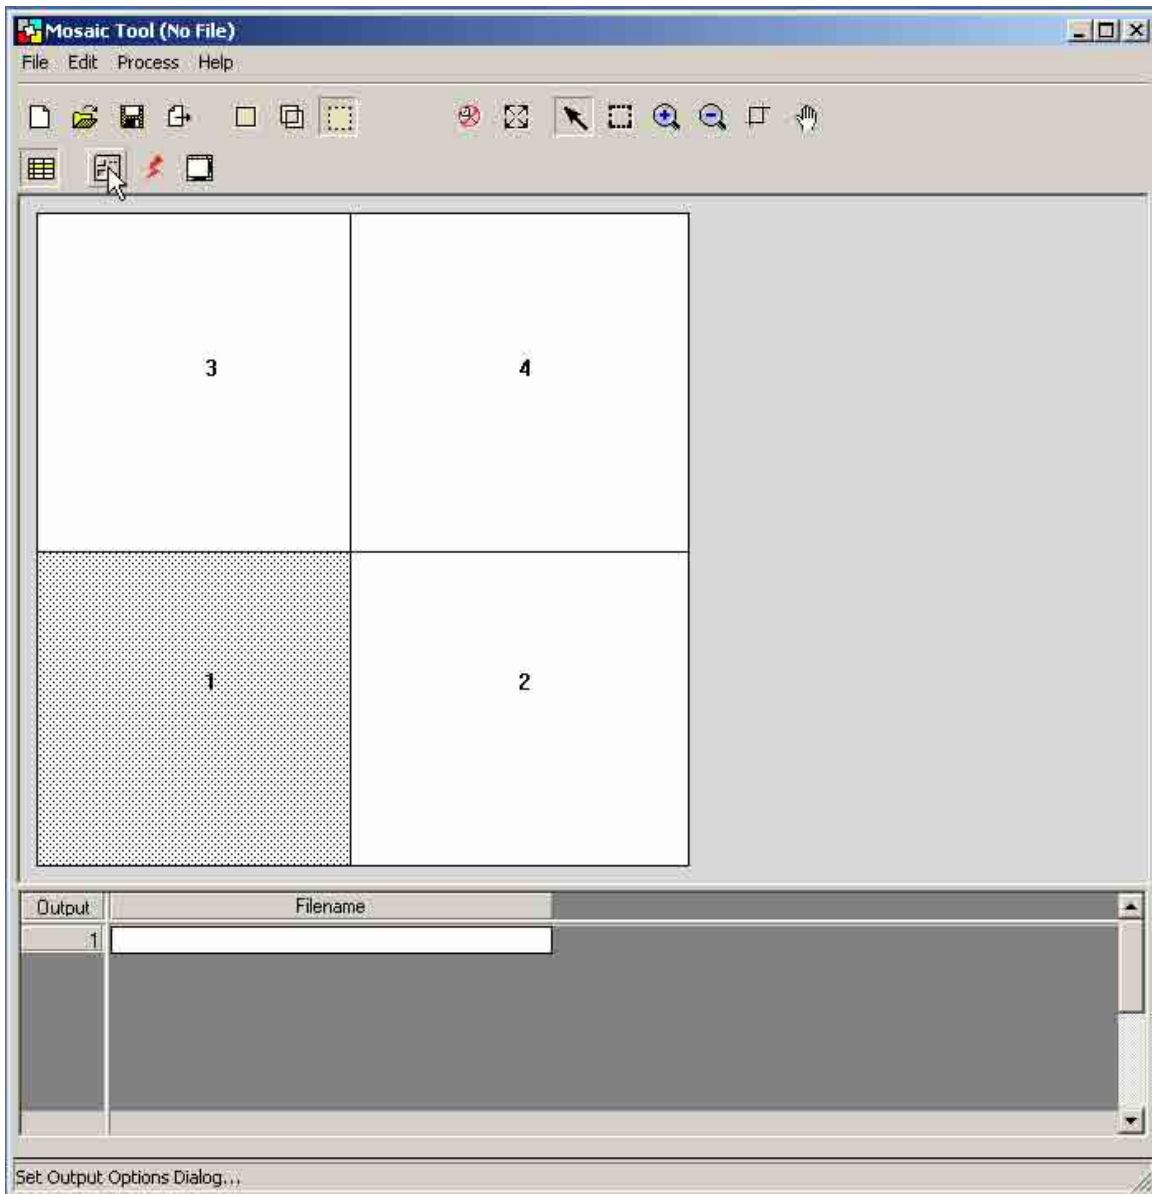 Mosaic Tool (No File)
File Edit Process Help
3 4
1 2
Output Filename
1
Set Output Options Dialog...